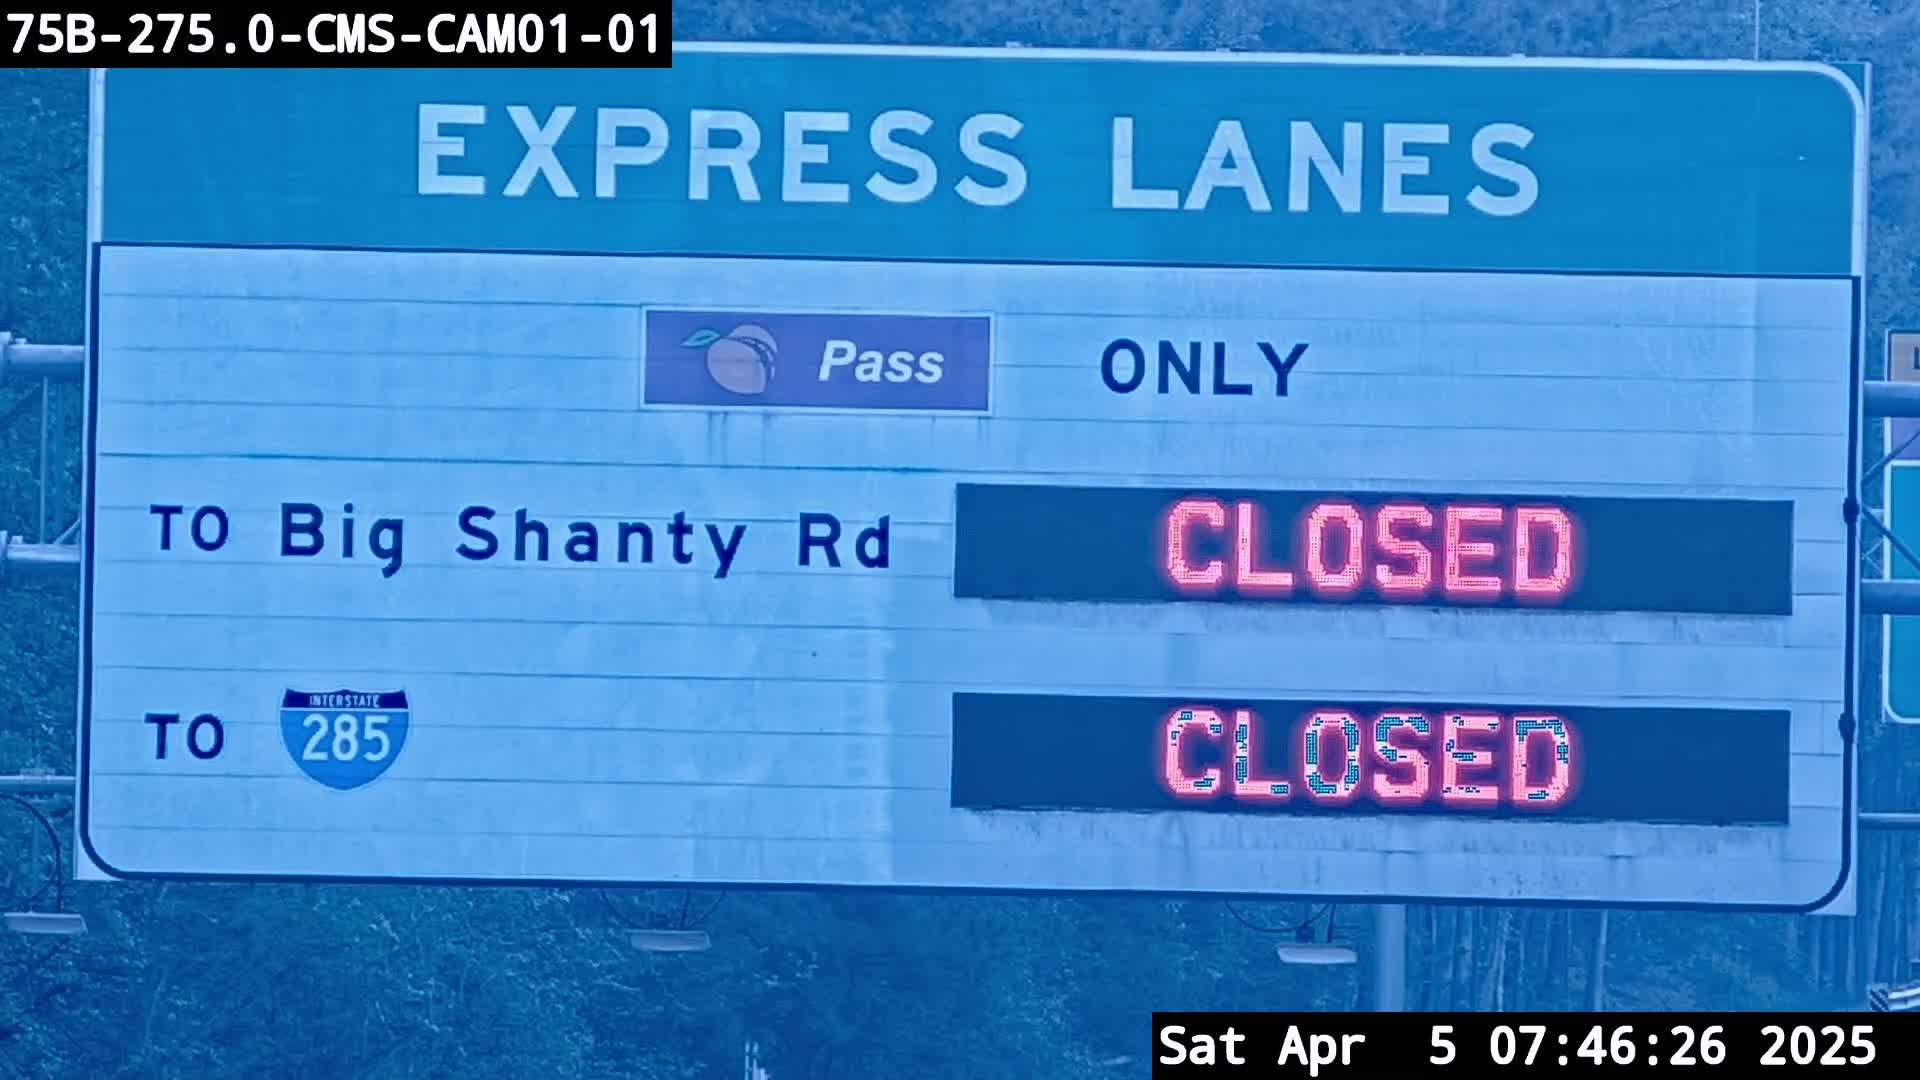 75B-275.0-CMS-CAM01-01
EXPRESS LANES
Pass ONLY
TO Big Shanty Rd CLOSED
INTERSTATE
TO 285 CLOSED
Sat Apr 5 07:46:26 2025